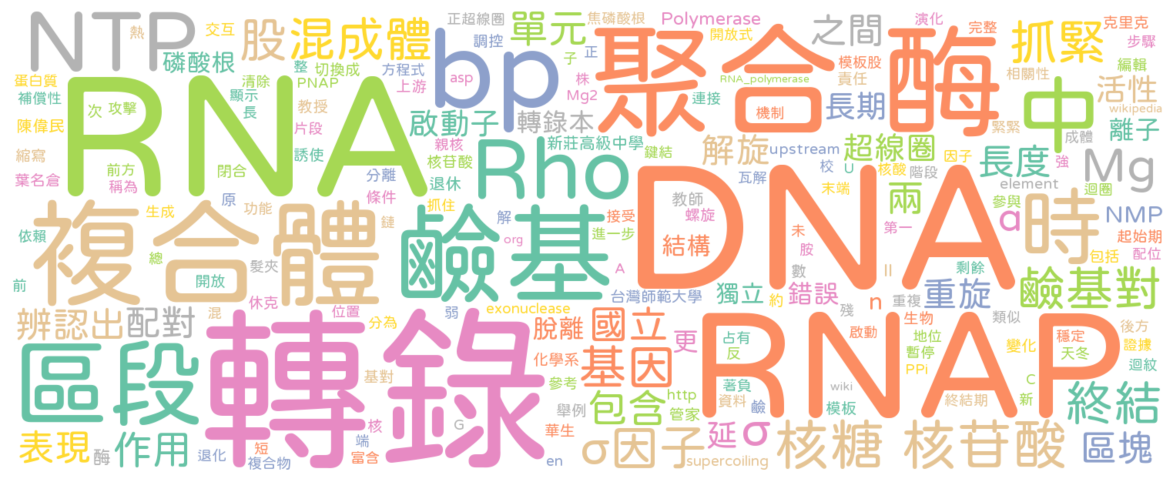 NTP
熱
交互
股
混成體
正超線圈
焦磷酸根
單元
Polymerase
開放式
之間
演化
完整
抓緊
克里克
步驟
磷酸根
整
切換成
方程式
調控
子
正
聚合酶
模板股
責任
編輯
蛋白質
清除
PNAP
上游
bp
asp
株
Mg2
RNA_polymerase
連接
機制
長期
相關性
活性
wikipedia
補償性
RNA
次
攻擊
顯示
長
教授
啟動子
轉錄本
中
緊緊
陳偉民
片段
新莊高級中學
鍵結
解旋
upstream
超線圈
因子
成體
離子
縮寫
前方
稱為
閉合
誘使
親核
核苷酸
Rho
瓦解
校
U
核酸
階段
長度
強
Mg
葉名倉
分離
條件
退休
抓住
DNA
教師
螺旋
末端
兩
element
迴圈
參與
a
NMP
生成
功能
原
鏈
解
接受
進一步
未
胺
第一
時
起始期
配位
依賴
複合體
總
髮夾
鹼基
org
A
結構
數
II
包括
前
開放
休克
台灣師範大學
獨立
錯誤
剩餘
重旋
鹼基對
混
位置
分為
弱
exonuclease
約
殘
n
重複
類似
辨認出
配對
轉錄
脫離
國立
更
占有
反
啟動
生物
地位
暫停
變化
穩定
後方
證據
天冬
區段
基對
化學系
參考
基因
RNAP
PPi
迴紋
舉例
包含
http
管家
著負
資料
wiki
鹼
模板
終結期
C
新
終結
表現
酶
作用
退化
短
複合物
核
端
富含
G
en
華生
σ因子
延
σ
supercoiling
核糖
核苷酸
區塊